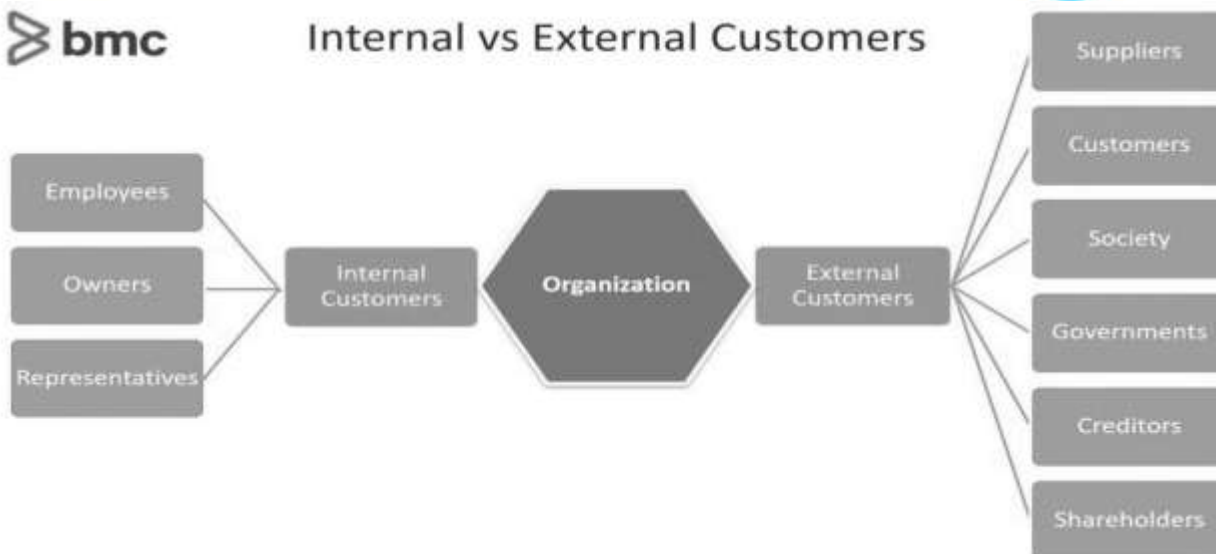 bmc
Internal vs External Customers
Employees
Owners
Representatives
Internal
Customers
Organization
External
Customers
Suppliers
Customers
Society
Governments
Creditors
Shareholders